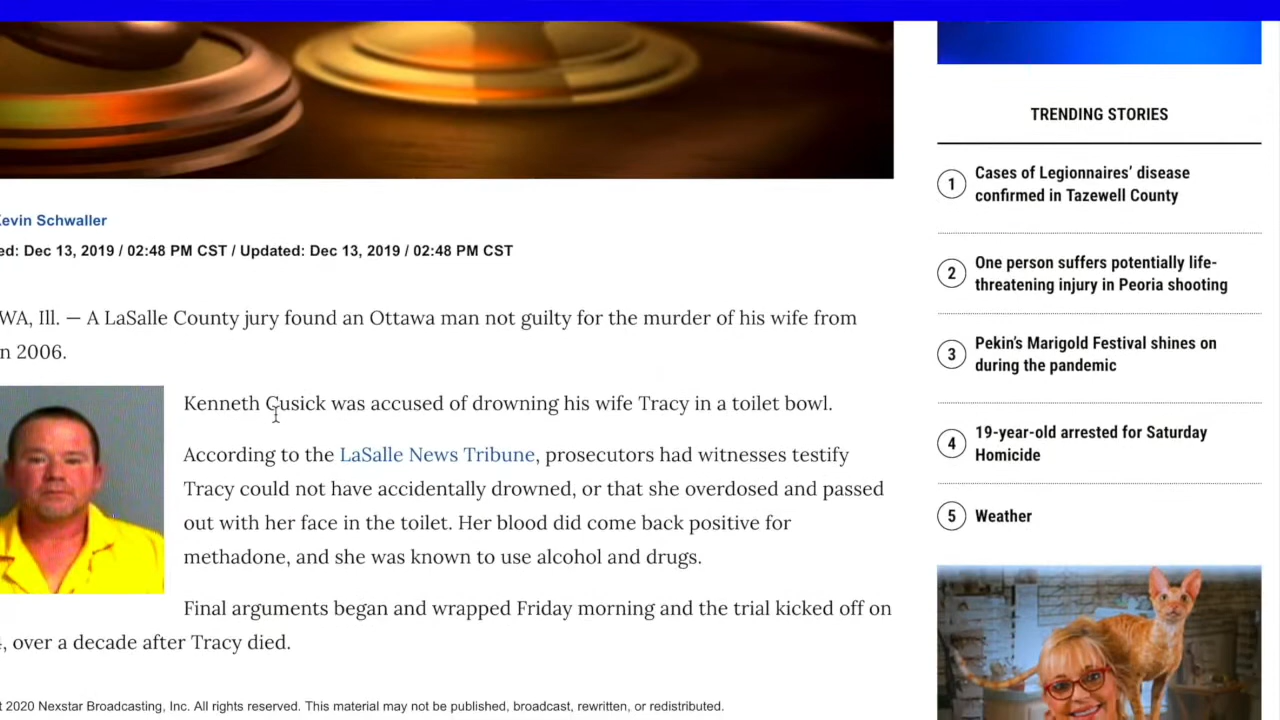 Kevin Schwaller
ed: Dec 13, 2019 / 02:48 PM CST / Updated: Dec 13, 2019 / 02:48 PM CST
WA, Ill. — A LaSalle County jury found an Ottawa man not guilty for the murder of his wife from
n 2006.
Kenneth Cusick was accused of drowning his wife Tracy in a toilet bowl.
According to the LaSalle News Tribune, prosecutors had witnesses testify
Tracy could not have accidentally drowned, or that she overdosed and passed
out with her face in the toilet. Her blood did come back positive for
methadone, and she was known to use alcohol and drugs.
Final arguments began and wrapped Friday morning and the trial kicked off on
, over a decade after Tracy died.
t 2020 Nexstar Broadcasting, Inc. All rights reserved. This material may not be published, broadcast, rewritten, or redistributed.
TRENDING STORIES
1 Cases of Legionnaires' disease
confirmed in Tazewell County
2 One person suffers potentially life-
threatening injury in Peoria shooting
3 Pekin's Marigold Festival shines on
during the pandemic
4 19-year-old arrested for Saturday
Homicide
5 Weather